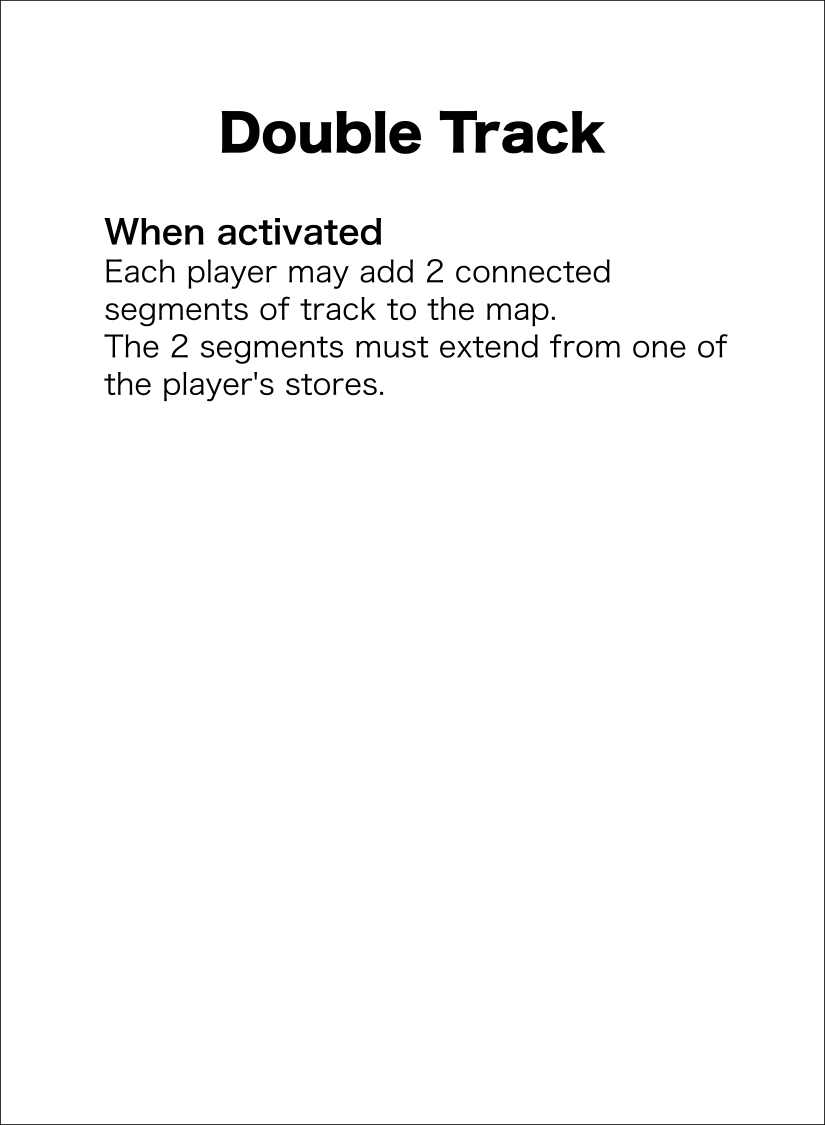 Double Track
When activated
Each player may add 2 connected
segments of track to the map.
The 2 segments must extend from one of
the player's stores.